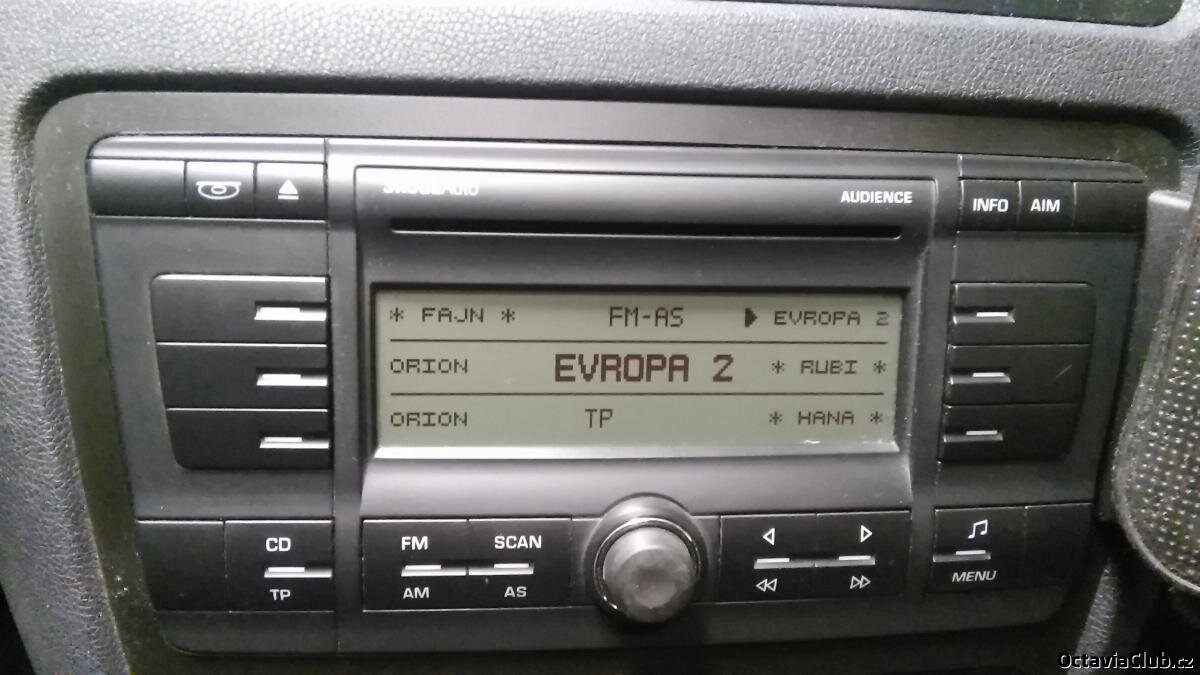 AUDIENCE
INFO AIM
* FAJN * FM-AS EVROPA 2
ORION EVROPA 2 * RUBI *
ORION TP * HANA *
CD FM SCAN
TP AM AS MENU
OctaviaClub.cz